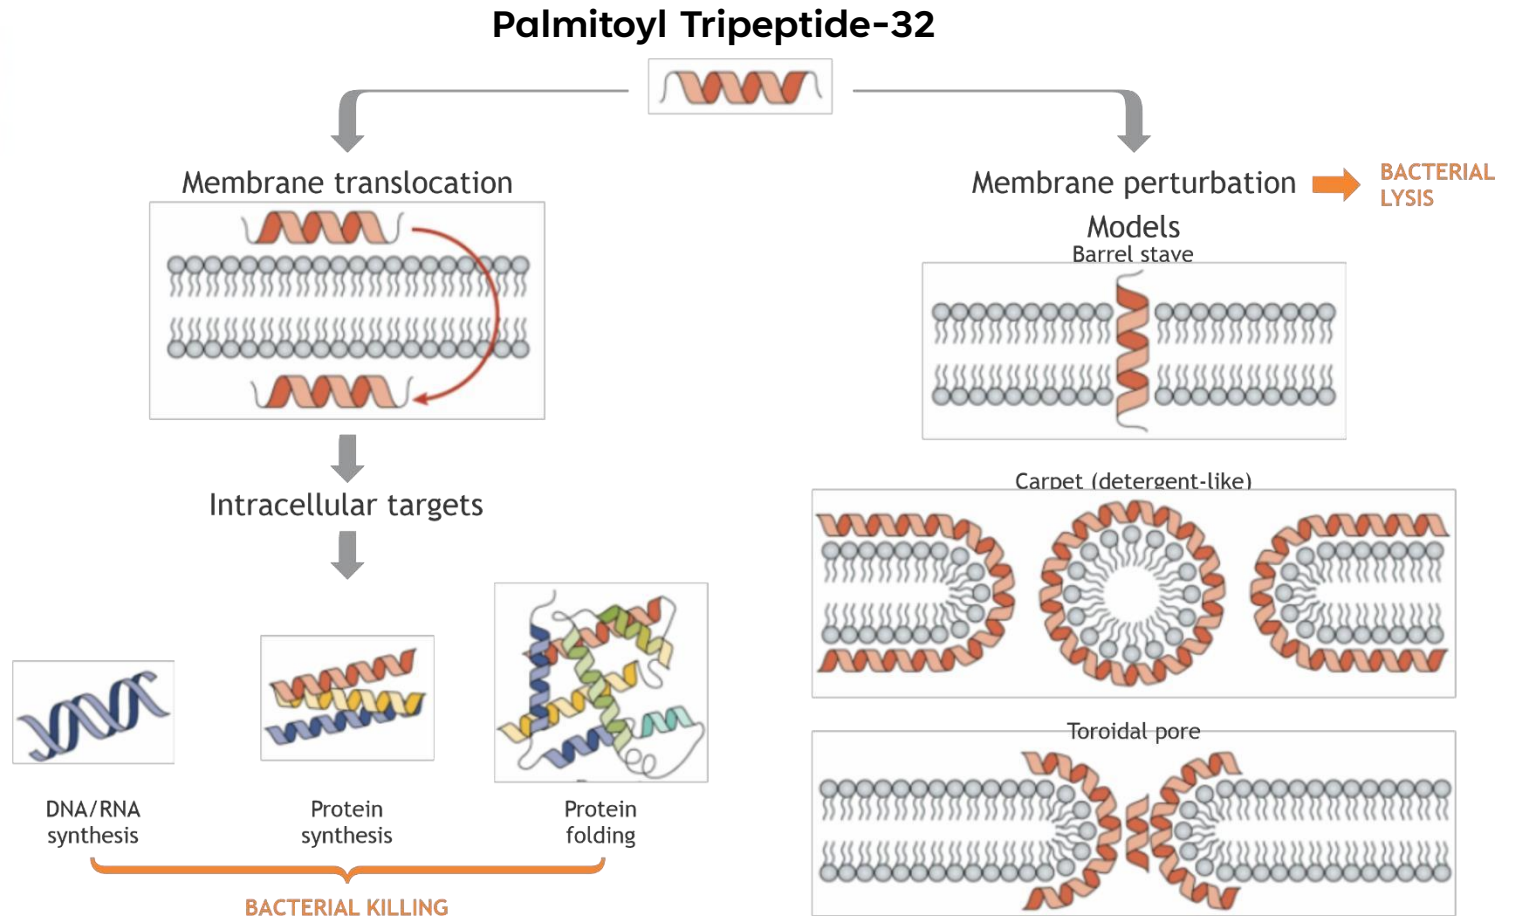 Palmitoyl Tripeptide-32
Membrane translocation
Intracellular targets
DNA/RNA
synthesis
Protein
synthesis
Protein
folding
BACTERIAL KILLING
Membrane perturbation
BACTERIAL
LYSIS
Models
Barrel stave
Carpet (detergent-like)
Toroidal pore